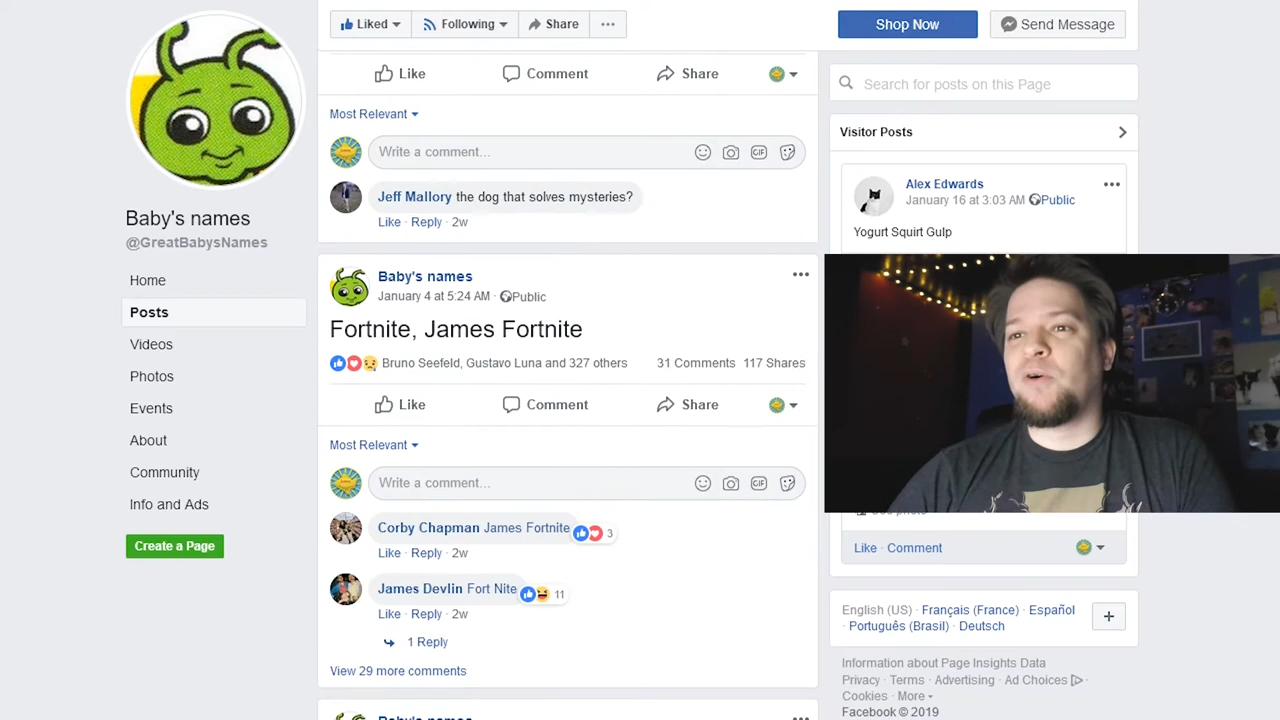 Liked
Following
Share
Shop Now
Send Message
Like
Comment
Share
Most Relevant
Write a comment...
GIF
Jeff Mallory the dog that solves mysteries?
Like · Reply · 2w
Baby's names
@GreatBabysNames
Home
Posts
Videos
Photos
Events
About
Community
Info and Ads
Create a Page
Baby's names
January 4 at 5:24 AM · Public
Fortnite, James Fortnite
Bruno Seefeld, Gustavo Luna and 327 others
31 Comments 117 Shares
Like
Comment
Share
Most Relevant
Write a comment...
GIF
Corby Chapman James Fortnite
3
Like · Reply · 2w
James Devlin Fort Nite
11
Like · Reply · 2w
1 Reply
View 29 more comments
Baby's names
Search for posts on this Page
Visitor Posts
Alex Edwards
January 16 at 3:03 AM · Public
Yogurt Squirt Gulp
Like · Comment
English (US) · Français (France) · Español
· Português (Brasil) · Deutsch
Information about Page Insights Data
Privacy · Terms · Advertising · Ad Choices ·
Cookies · More
Facebook © 2019